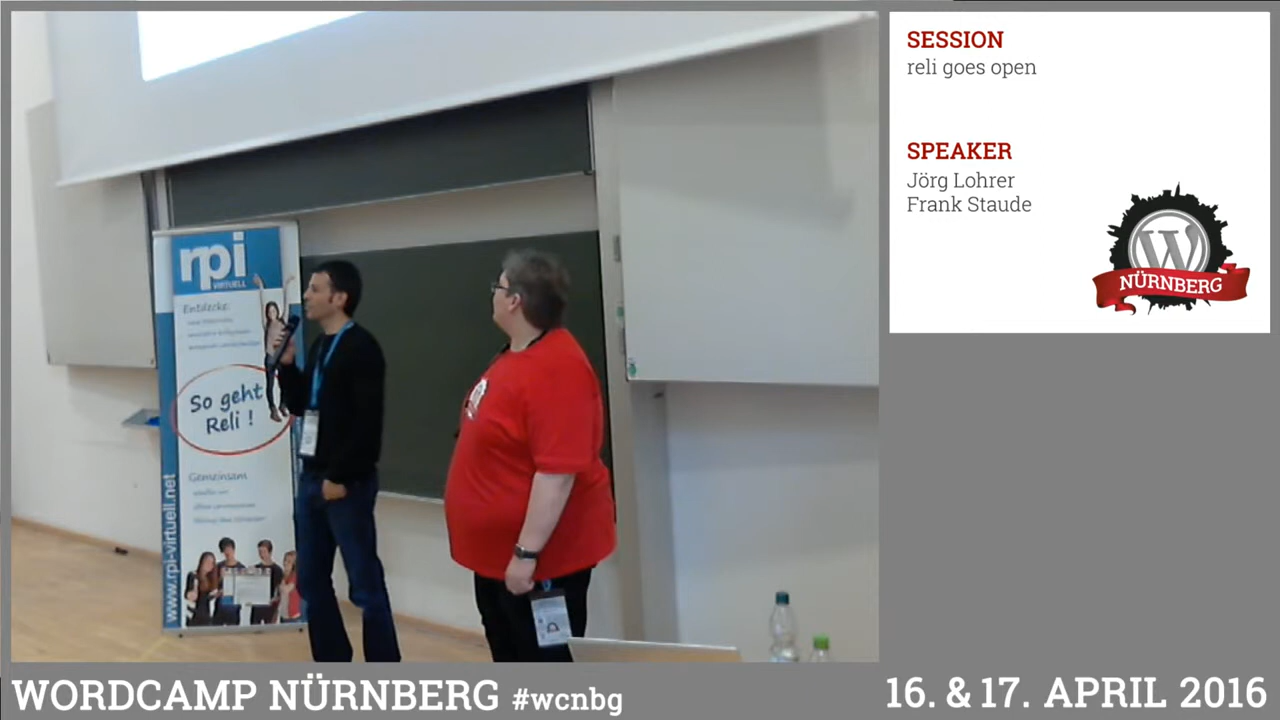 SESSION
reli goes open
SPEAKER
Jörg Lohrer
Frank Staude
W
NÜRNBERG
rpi
VIRTUELL
Entdecke:
So geht
Reli !
Gemeinsam
www.rpi-virtuell.net
WORDCAMP NÜRNBERG #wcnbg
16. & 17. APRIL 2016